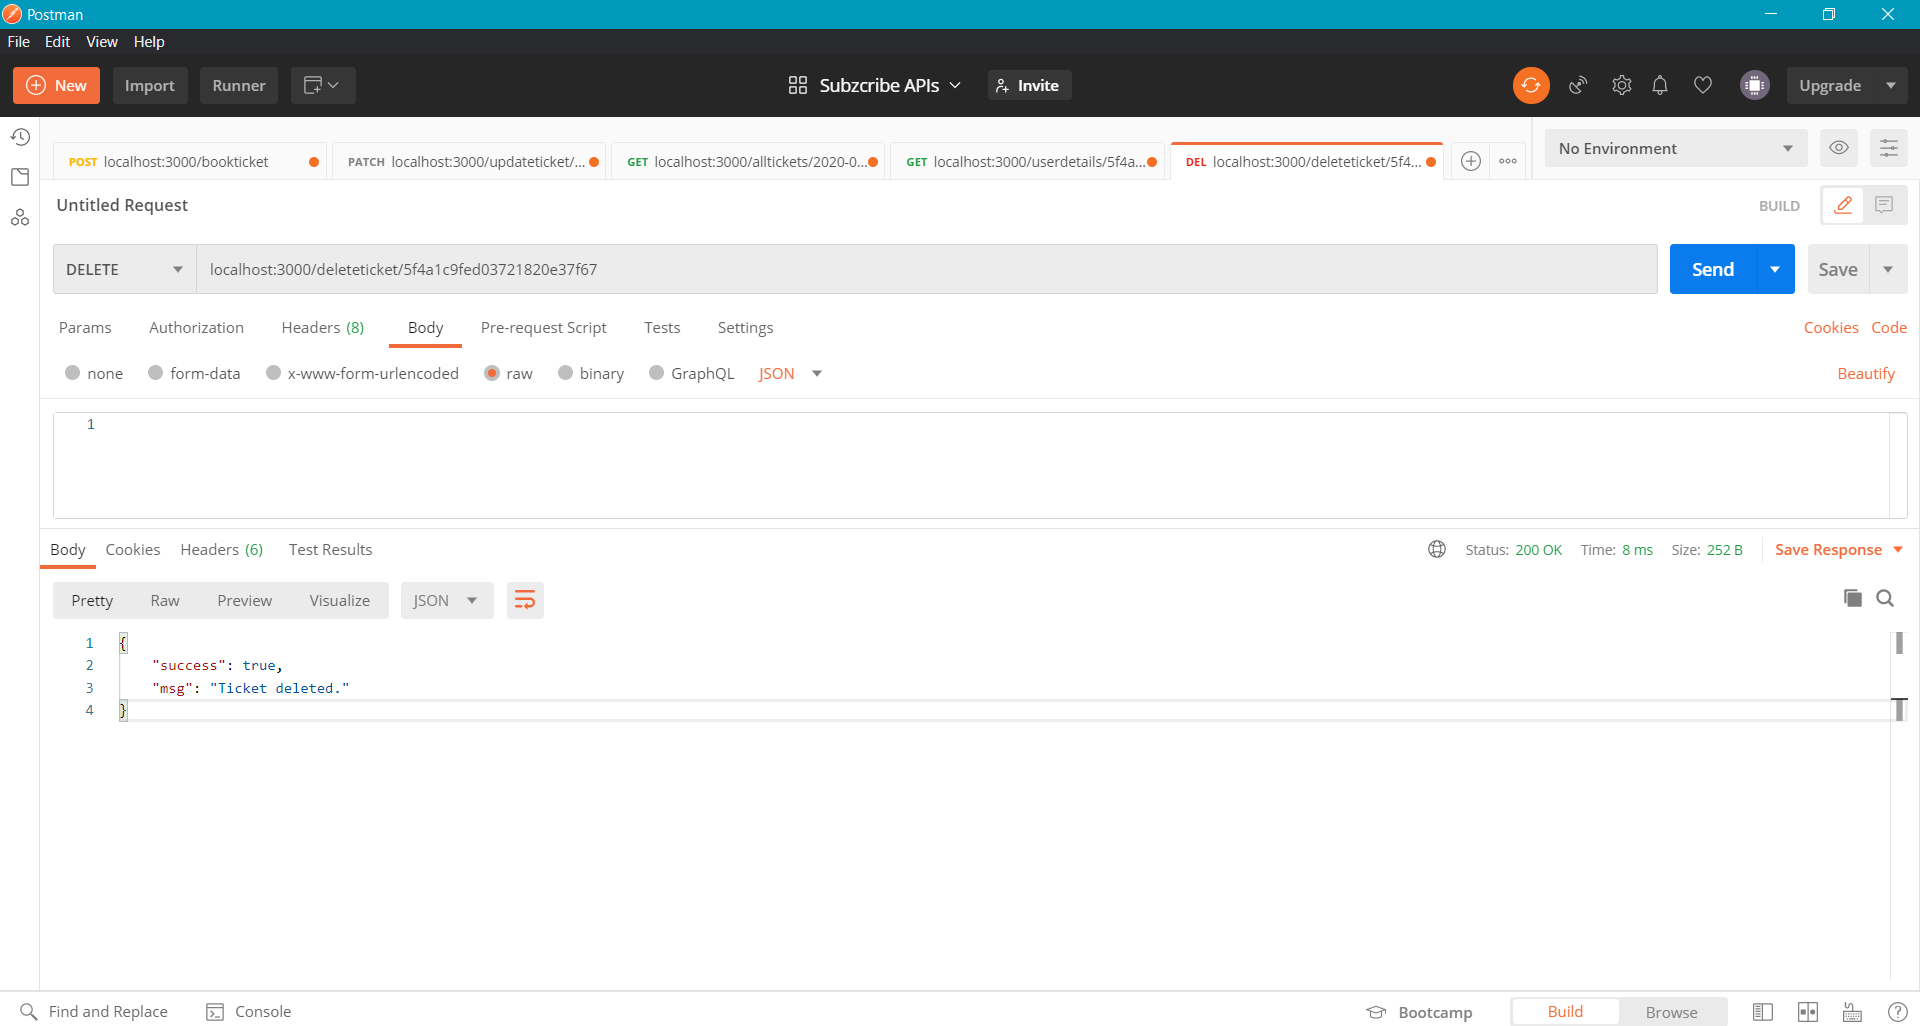 Postman
File Edit View Help
New Import Runner Subzcribe APIs Invite Upgrade
POST localhost:3000/bookticket PATCH localhost:3000/updateticket/... GET localhost:3000/alltickets/2020-0... GET localhost:3000/userdetails/5f4a... DEL localhost:3000/deleteticket/5f4... No Environment
Untitled Request BUILD
DELETE localhost:3000/deleteticket/5f4a1c9fed03721820e37f67 Send Save
Params Authorization Headers (8) Body Pre-request Script Tests Settings Cookies Code
none form-data x-www-form-urlencoded raw binary GraphQL JSON Beautify
1
Body Cookies Headers (6) Test Results Status: 200 OK Time: 8 ms Size: 252 B Save Response
Pretty Raw Preview Visualize JSON
1 {
2 "success": true,
3 "msg": "Ticket deleted."
4 }
Find and Replace Console Bootcamp Build Browse